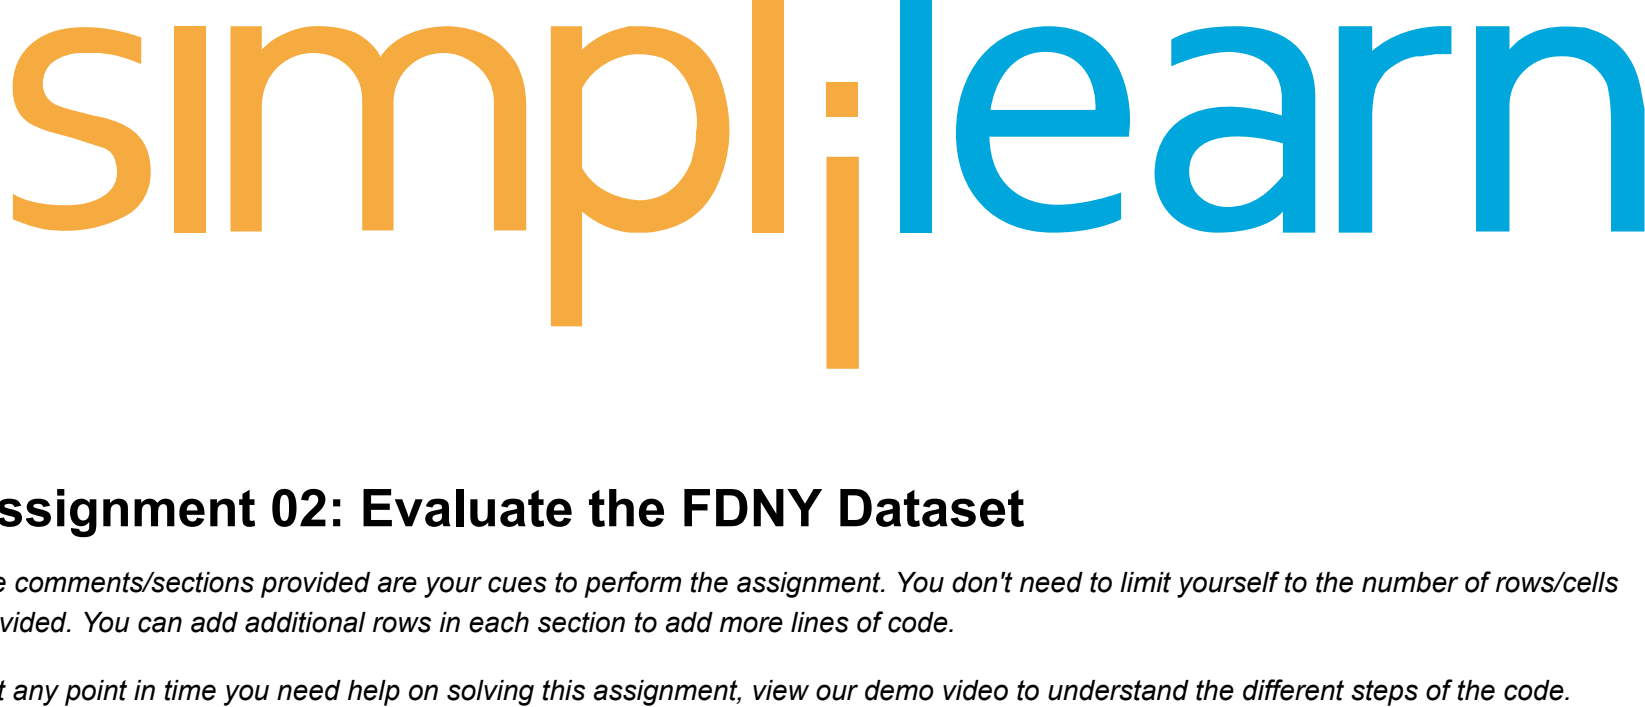 simplilearn
ssignment 02: Evaluate the FDNY Dataset
e comments/sections provided are your cues to perform the assignment. You don't need to limit yourself to the number of rows/cells
vided. You can add additional rows in each section to add more lines of code.
t any point in time you need help on solving this assignment, view our demo video to understand the different steps of the code.